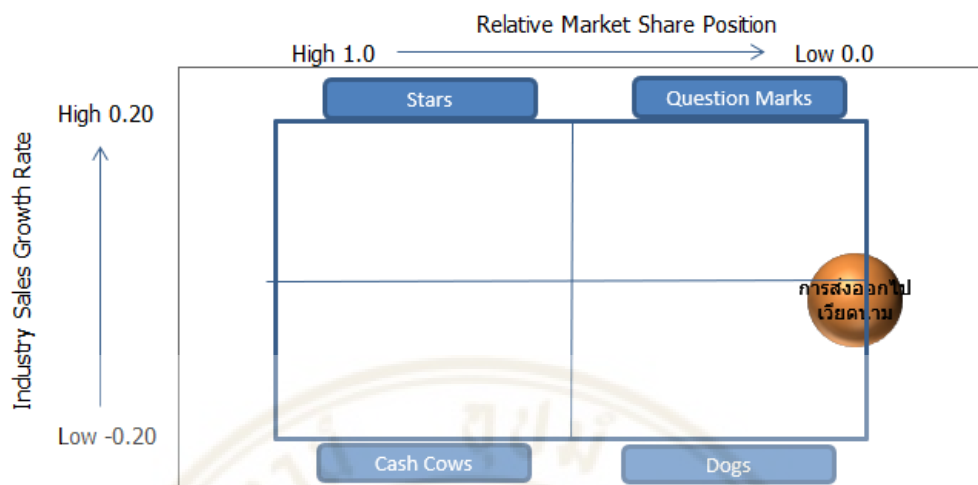 Relative Market Share Position
High 1.0
Low 0.0
Stars
Question Marks
High 0.20
Industry Sales Growth Rate
การส่งออกไป
เวียดนาม
Low -0.20
Cash Cows
Dogs